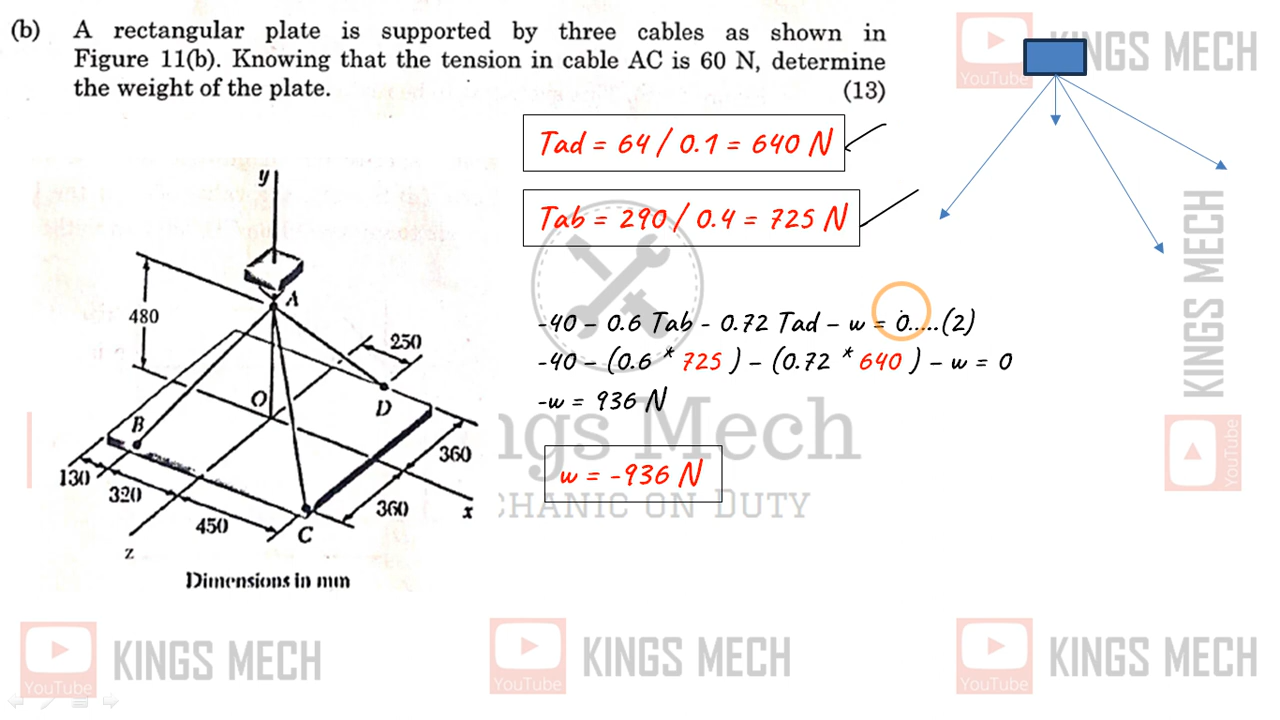 (b) A rectangular plate is supported by three cables as shown in
Figure 11(b). Knowing that the tension in cable AC is 60 N, determine
the weight of the plate. (13)
YouTube
KINGS MECH
Tad = 64 / 0.1 = 640 N
Tab = 290 / 0.4 = 725 N
-40 - 0.6 Tab - 0.72 Tad - w = 0.....(2)
-40 - (0.6 * 725 ) - (0.72 * 640 ) - w = 0
-w = 936 N
w = -936 N
ngs Mech
CHANIC ON DUTY
KINGS MECH
YouTube
y
A
480
250
O
D
B
360
130
320
360
x
450
C
z
Dimensions in mm
YouTube
KINGS MECH
YouTube
KINGS MECH
YouTube
KINGS MECH